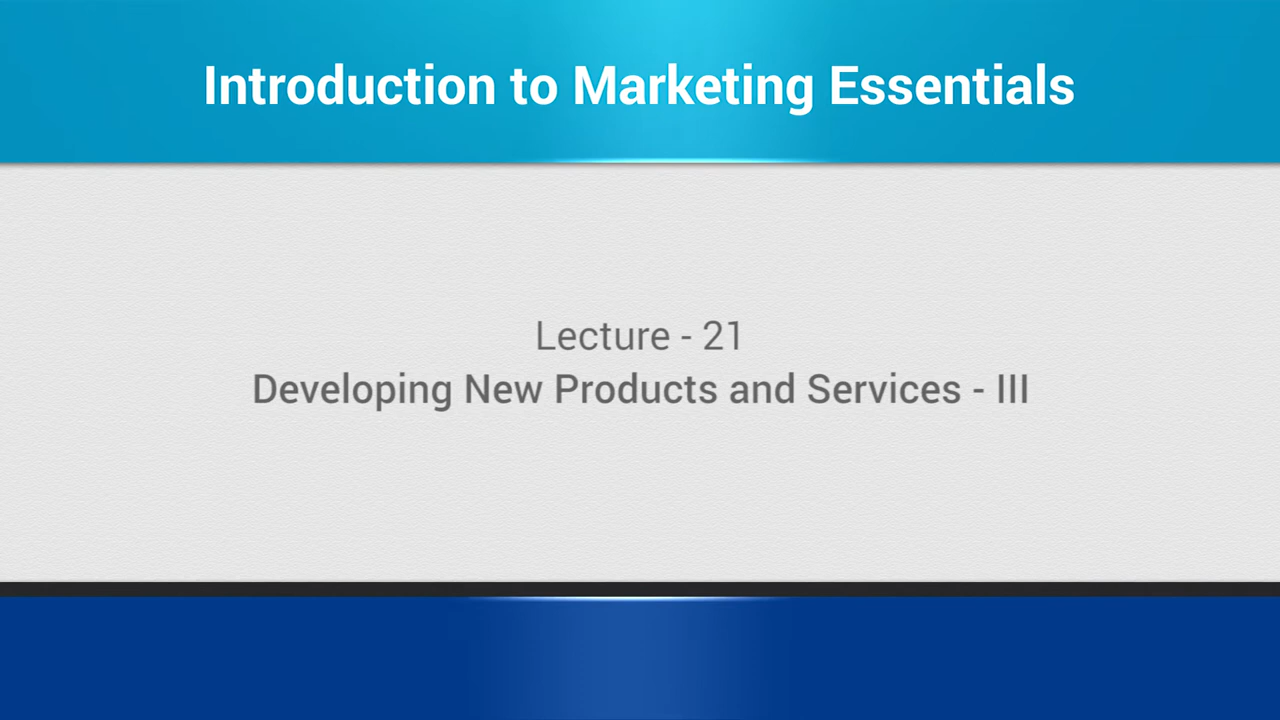 Introduction to Marketing Essentials
Lecture - 21
Developing New Products and Services - III